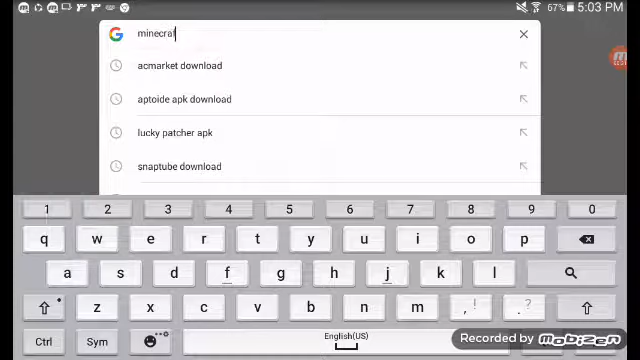 67% 5:03 PM
minecraf
acmarket download
aptoide apk download
lucky patcher apk
snaptube download
1 2 3 4 5 6 7 8 9 0
q w e r t y u i o p
a s d f g h j k l
z x c v b n m , ! . ?
Ctrl Sym English(US)
Recorded by mobizen